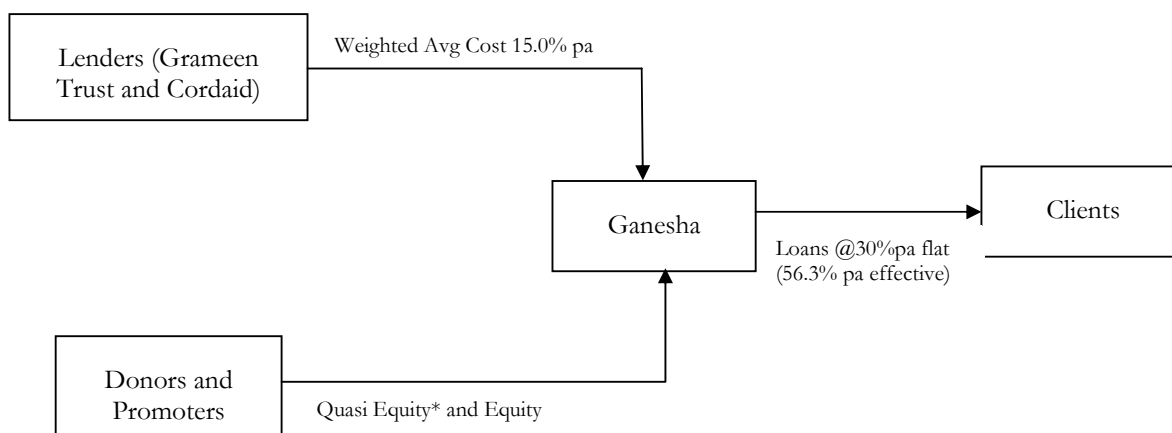 Lenders (Grameen
Trust and Cordaid)
Weighted Avg Cost 15.0% pa
Ganesha
Clients
Loans @30%pa flat
(56.3% pa effective)
Donors and
Promoters
Quasi Equity* and Equity